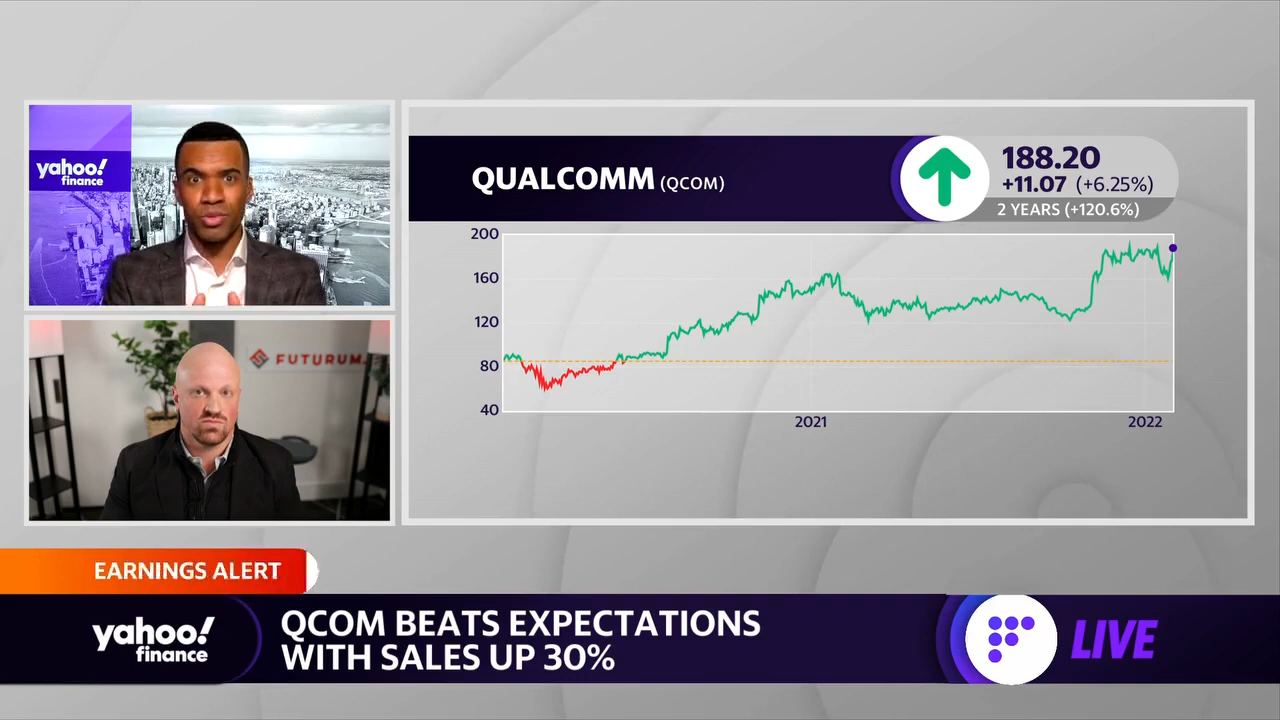 yahoo!
finance
FUTURUM
QUALCOMM (QCOM)
188.20
+11.07 (+6.25%)
2 YEARS (+120.6%)
200
160
120
80
40
2021
2022
EARNINGS ALERT
yahoo!
finance
QCOM BEATS EXPECTATIONS
WITH SALES UP 30%
LIVE